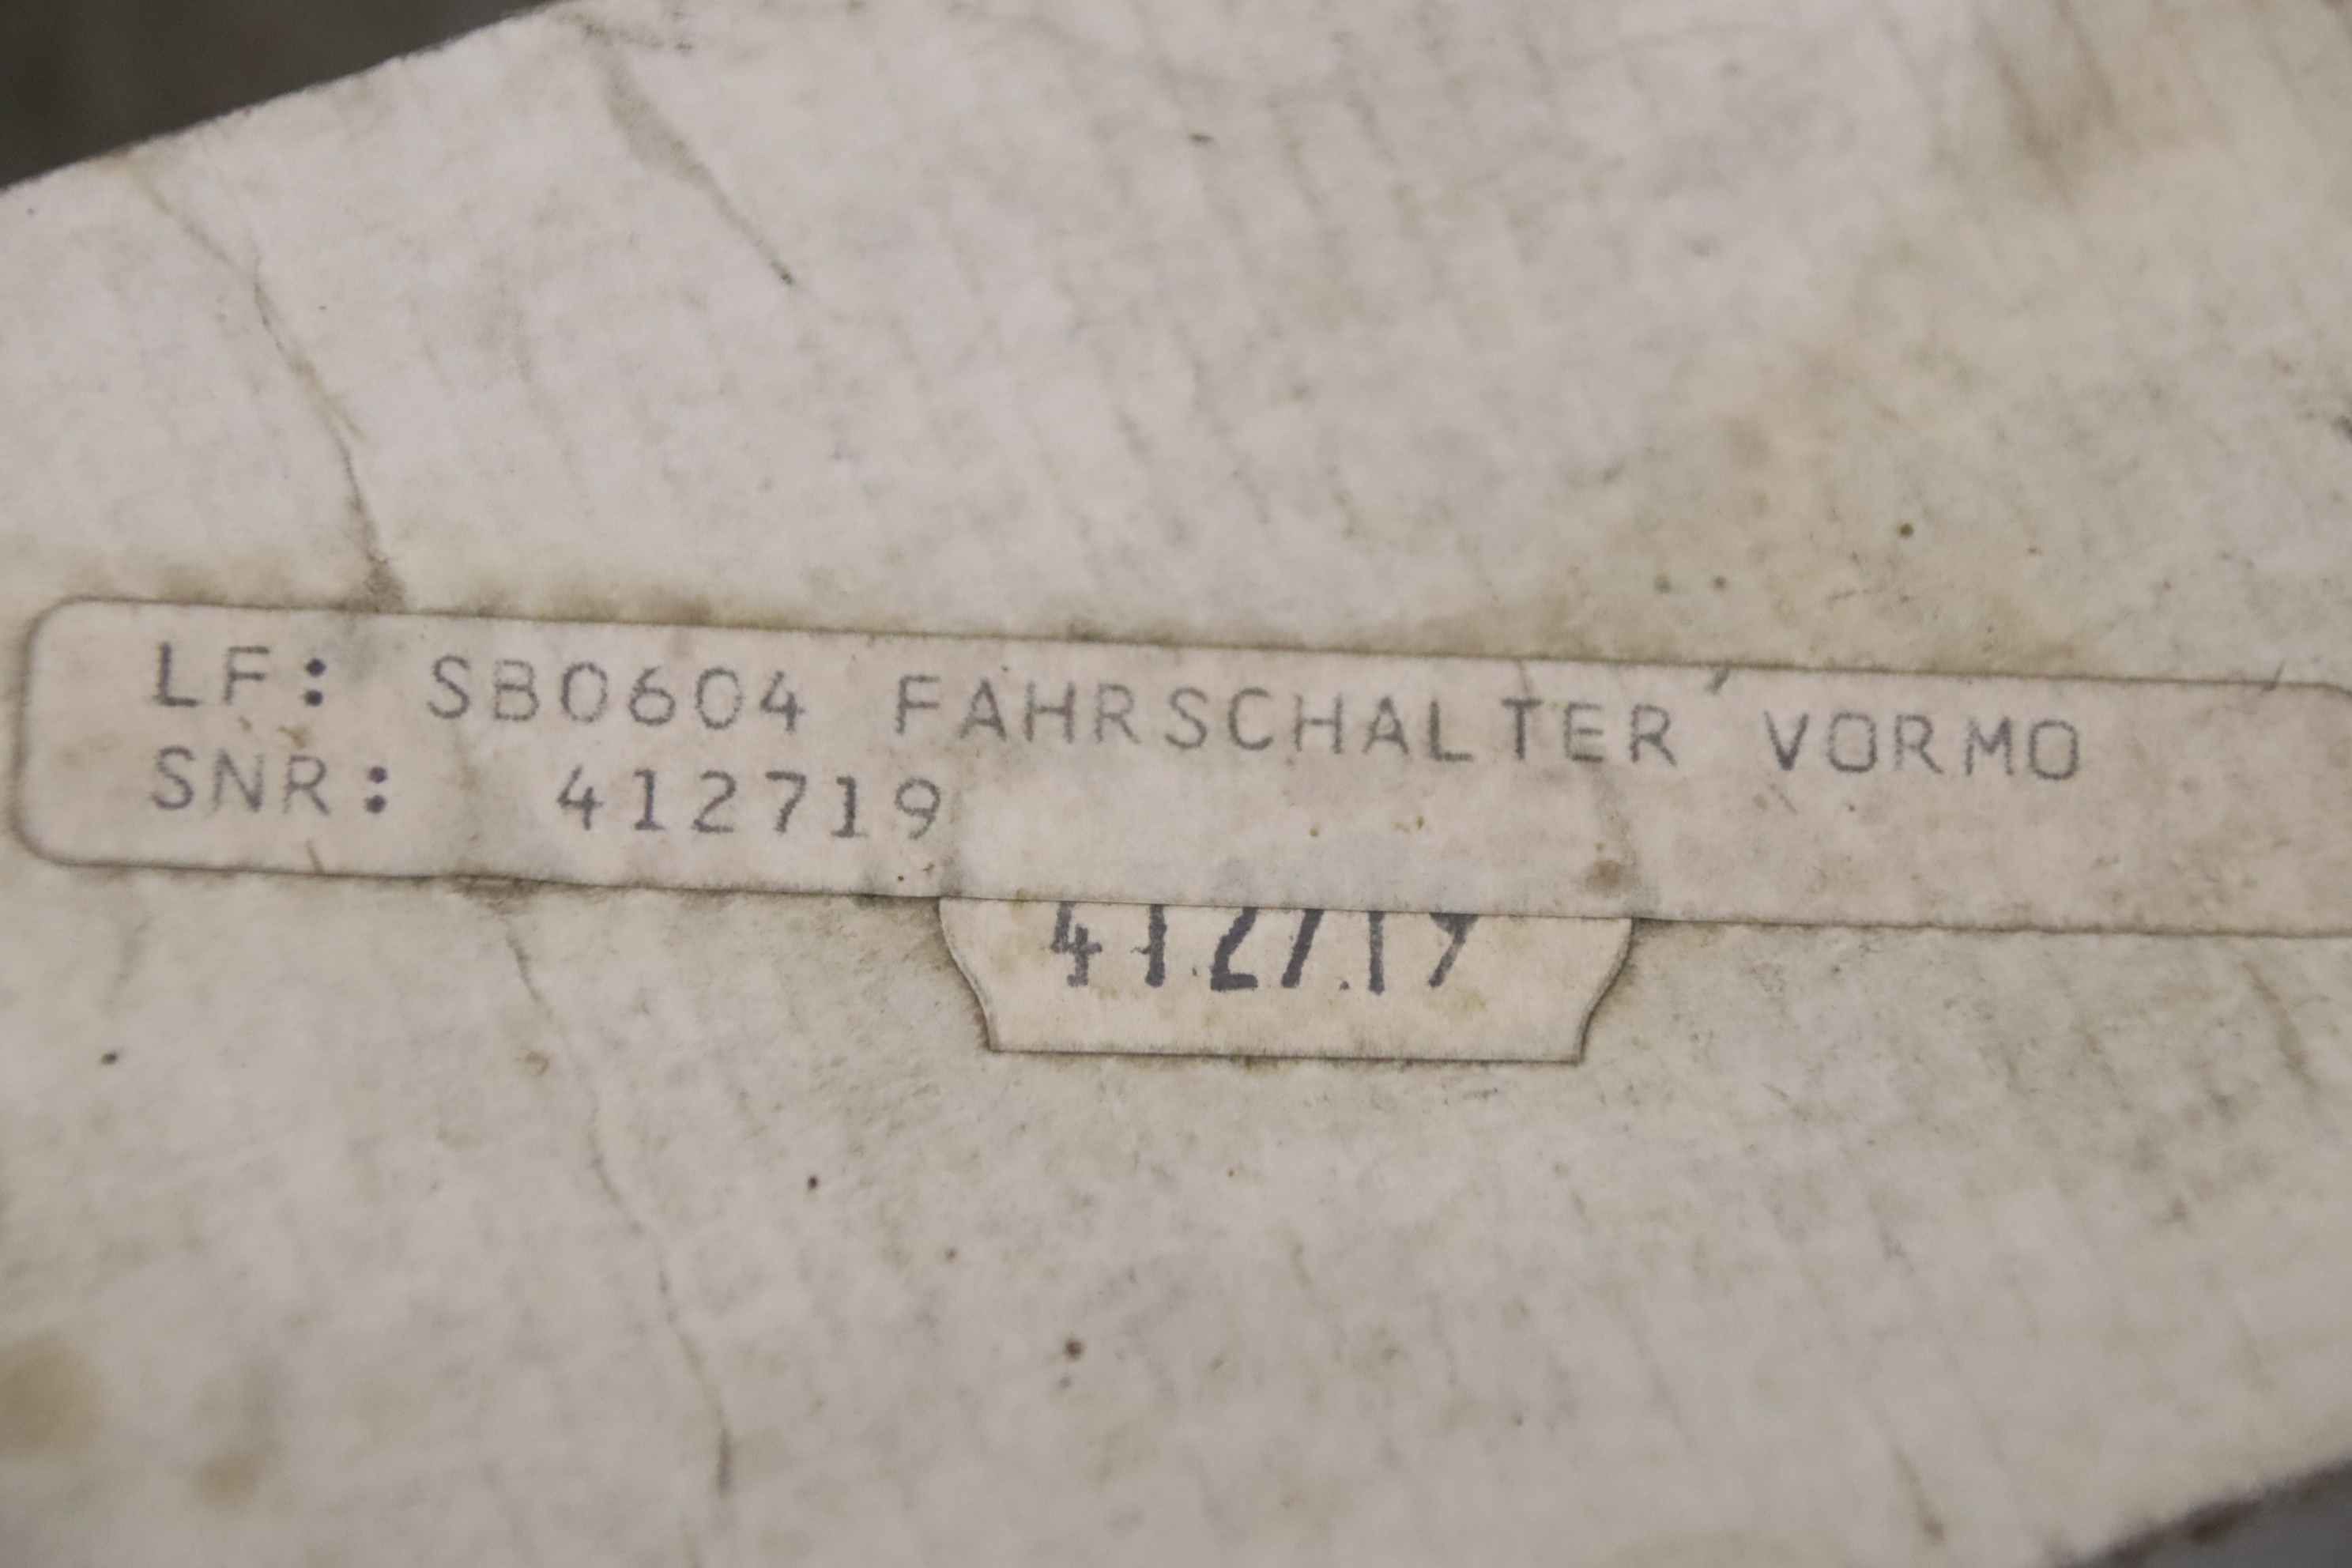 LF: SB0604 FAHRSCHALTER VORMO
SNR: 412719
412719